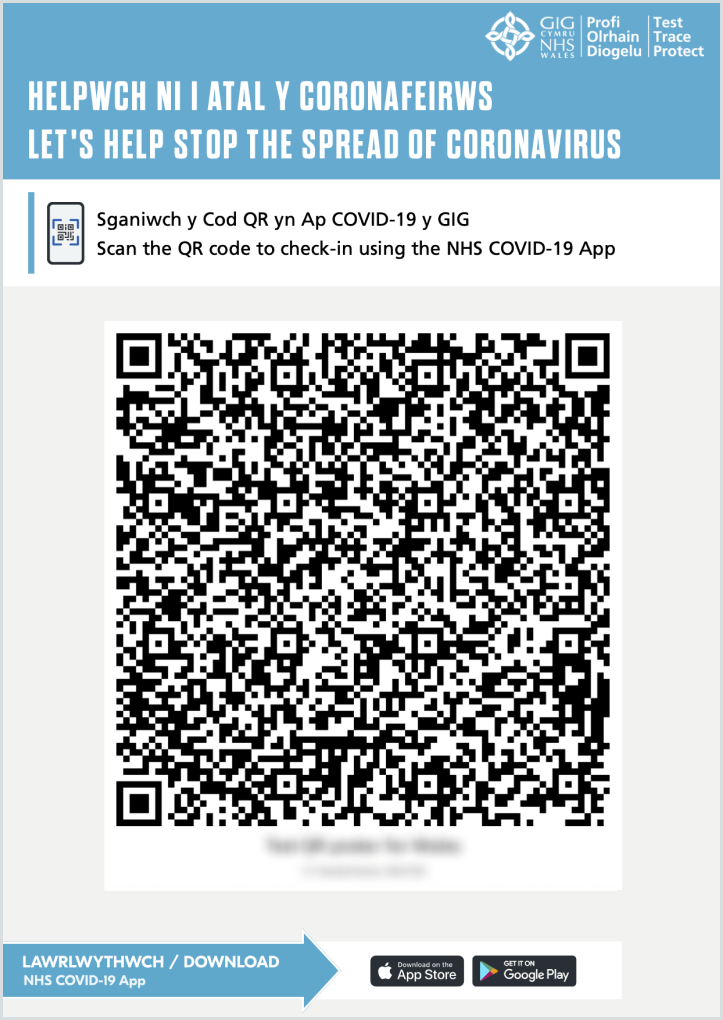 GIG
CYMRU
NHS
WALES
Profi
Olrhain
Diogelu
Test
Trace
Protect
HELPWCH NI I ATAL Y CORONAFEIRWS
LET'S HELP STOP THE SPREAD OF CORONAVIRUS
Sganiwch y Cod QR yn Ap COVID-19 y GIG
Scan the QR code to check-in using the NHS COVID-19 App
LAWRLWYTHWCH / DOWNLOAD
NHS COVID-19 App
Download on the
App Store
GET IT ON
Google Play